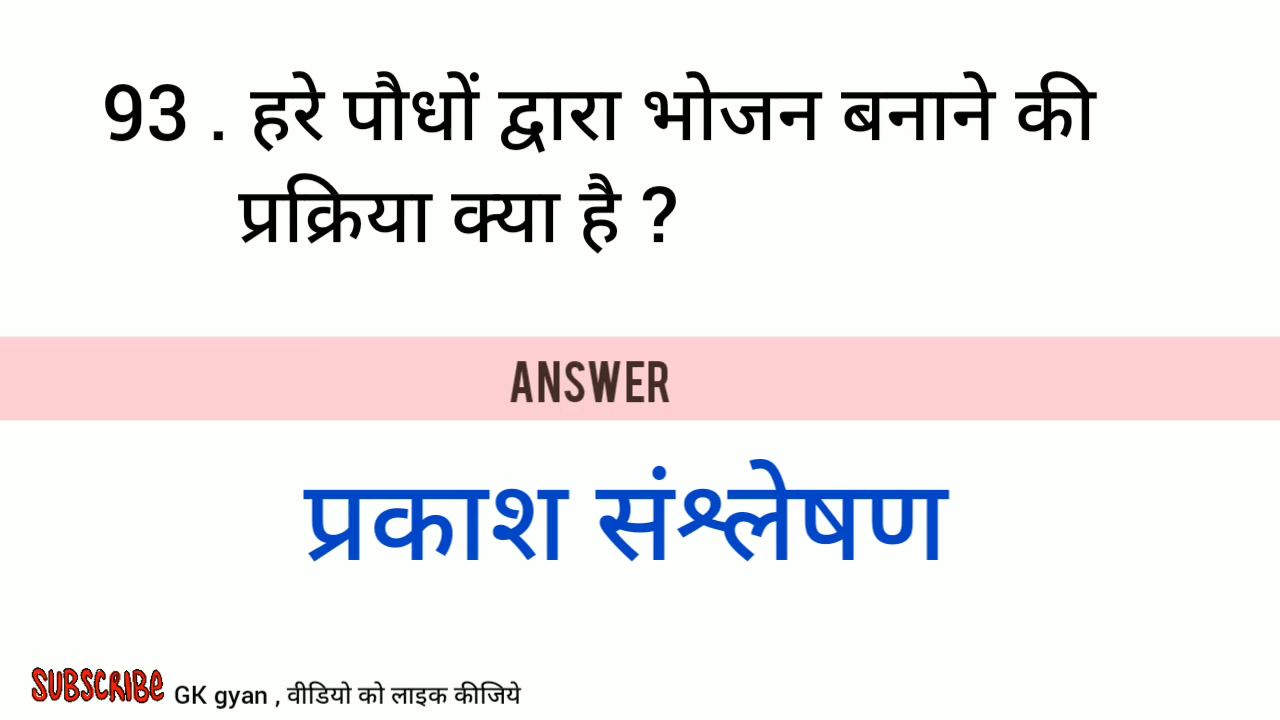 93 . हरे पौधों द्वारा भोजन बनाने की
प्रक्रिया क्या है ?
ANSWER
प्रकाश संश्लेषण
SUBSCRIBE GK gyan , वीडियो को लाइक कीजिये